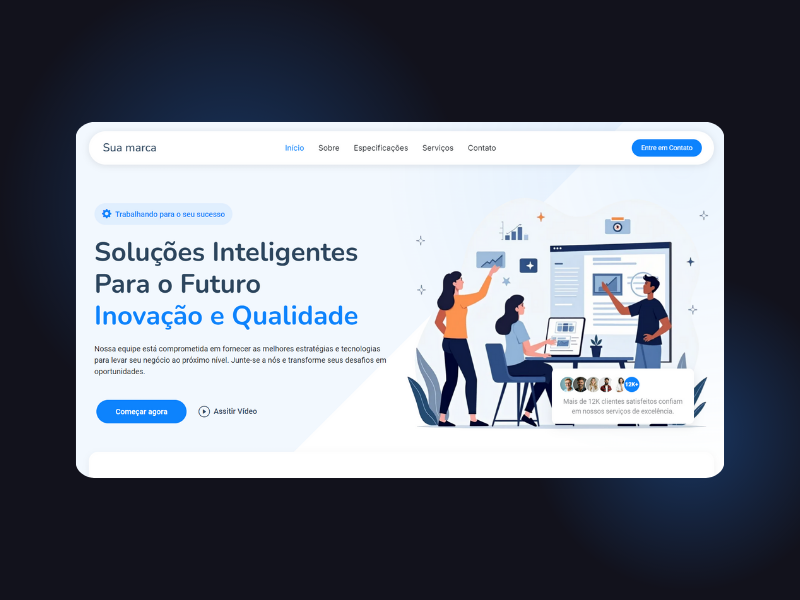 Sua marca
Início
Sobre
Especificações
Serviços
Contato
Entre em Contato
Trabalhando para o seu sucesso
Soluções Inteligentes
Para o Futuro
Inovação e Qualidade
Nossa equipe está comprometida em fornecer as melhores estratégias e tecnologias
para levar seu negócio ao próximo nível. Junte-se a nós e transforme seus desafios em
oportunidades.
Começar agora
Assitir Vídeo
12K+
Mais de 12K clientes satisfeitos confiam
em nossos serviços de excelência.